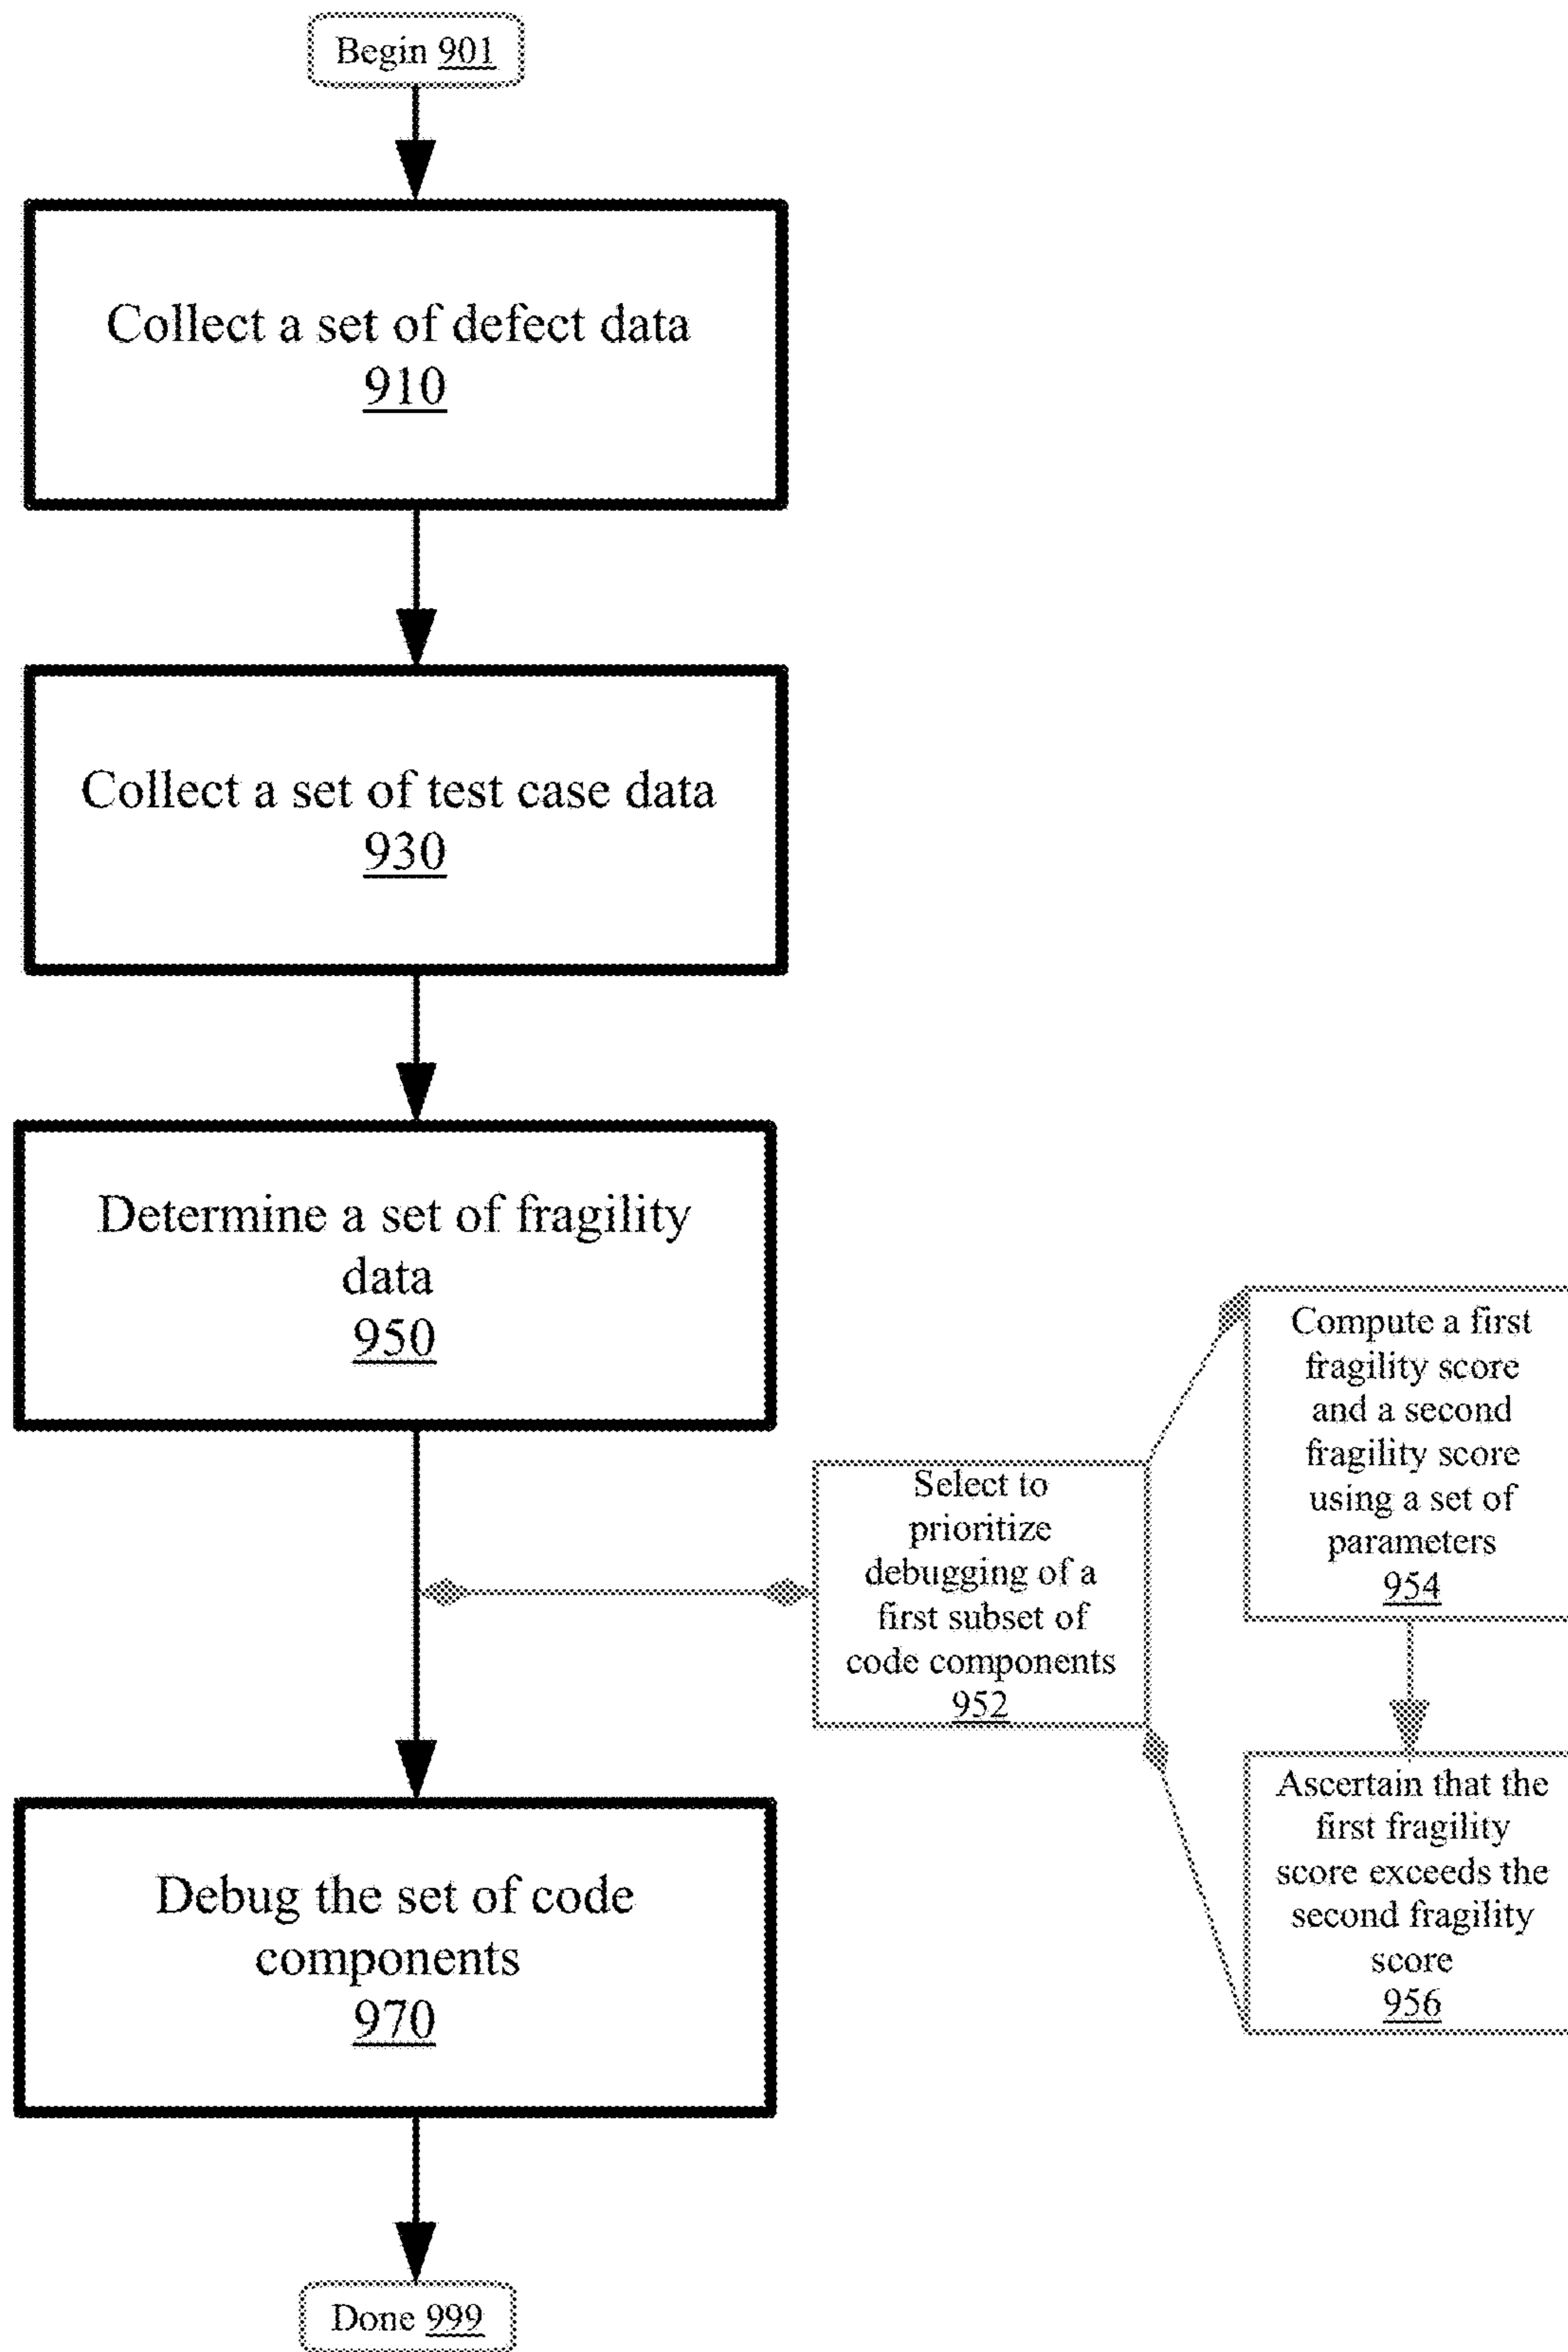 Begin 901
Collect a set of defect data
910
Collect a set of test case data
930
Determine a set of fragility
data
950
Select to
prioritize
debugging of a
first subset of
code components
952
Compute a first
fragility score
and a second
fragility score
using a set of
parameters
954
Ascertain that the
first fragility
score exceeds the
second fragility
score
956
Debug the set of code
components
970
Done 999